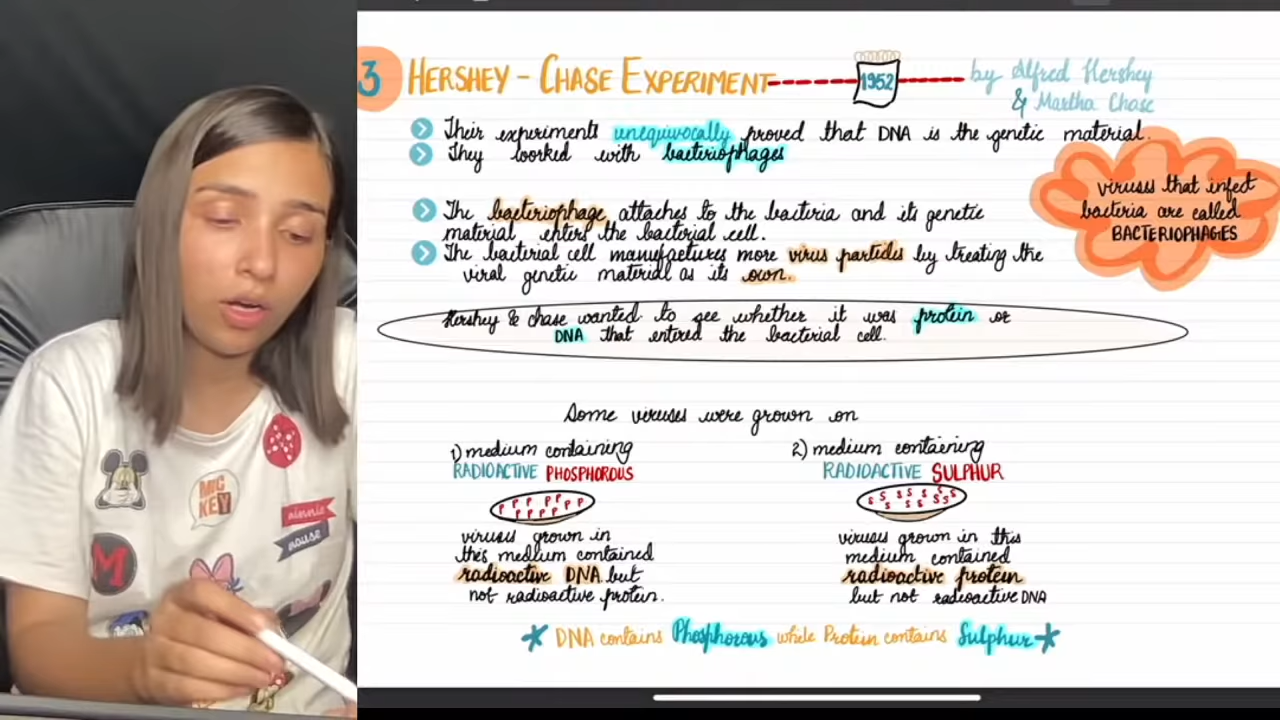 3 HERSHEY - CHASE EXPERIMENT 1952 by Alfred Hershey
& Martha Chase
Their experiments unequivocally proved that DNA is the genetic material.
They worked with bacteriophages
viruses that infect
bacteria are called
BACTERIOPHAGES
The bacteriophage attaches to the bacteria and its genetic
material enters the bacterial cell.
The bacterial cell manufactures more virus particles by treating the
viral genetic material as its own.
Hershey & chase wanted to see whether it was protein or
DNA that entered the bacterial cell.
Some viruses were grown on
1) medium containing
RADIOACTIVE PHOSPHOROUS
P P P P P P P P P P P
viruses grown in
this medium contained
radioactive DNA but
not radioactive protein.
2) medium containing
RADIOACTIVE SULPHUR
S S S S S S S S S S S
viruses grown in this
medium contained
radioactive protein
but not radioactive DNA
DNA contains Phosphorous while Protein contains Sulphur
MIC
KEY
minnie
mouse
M